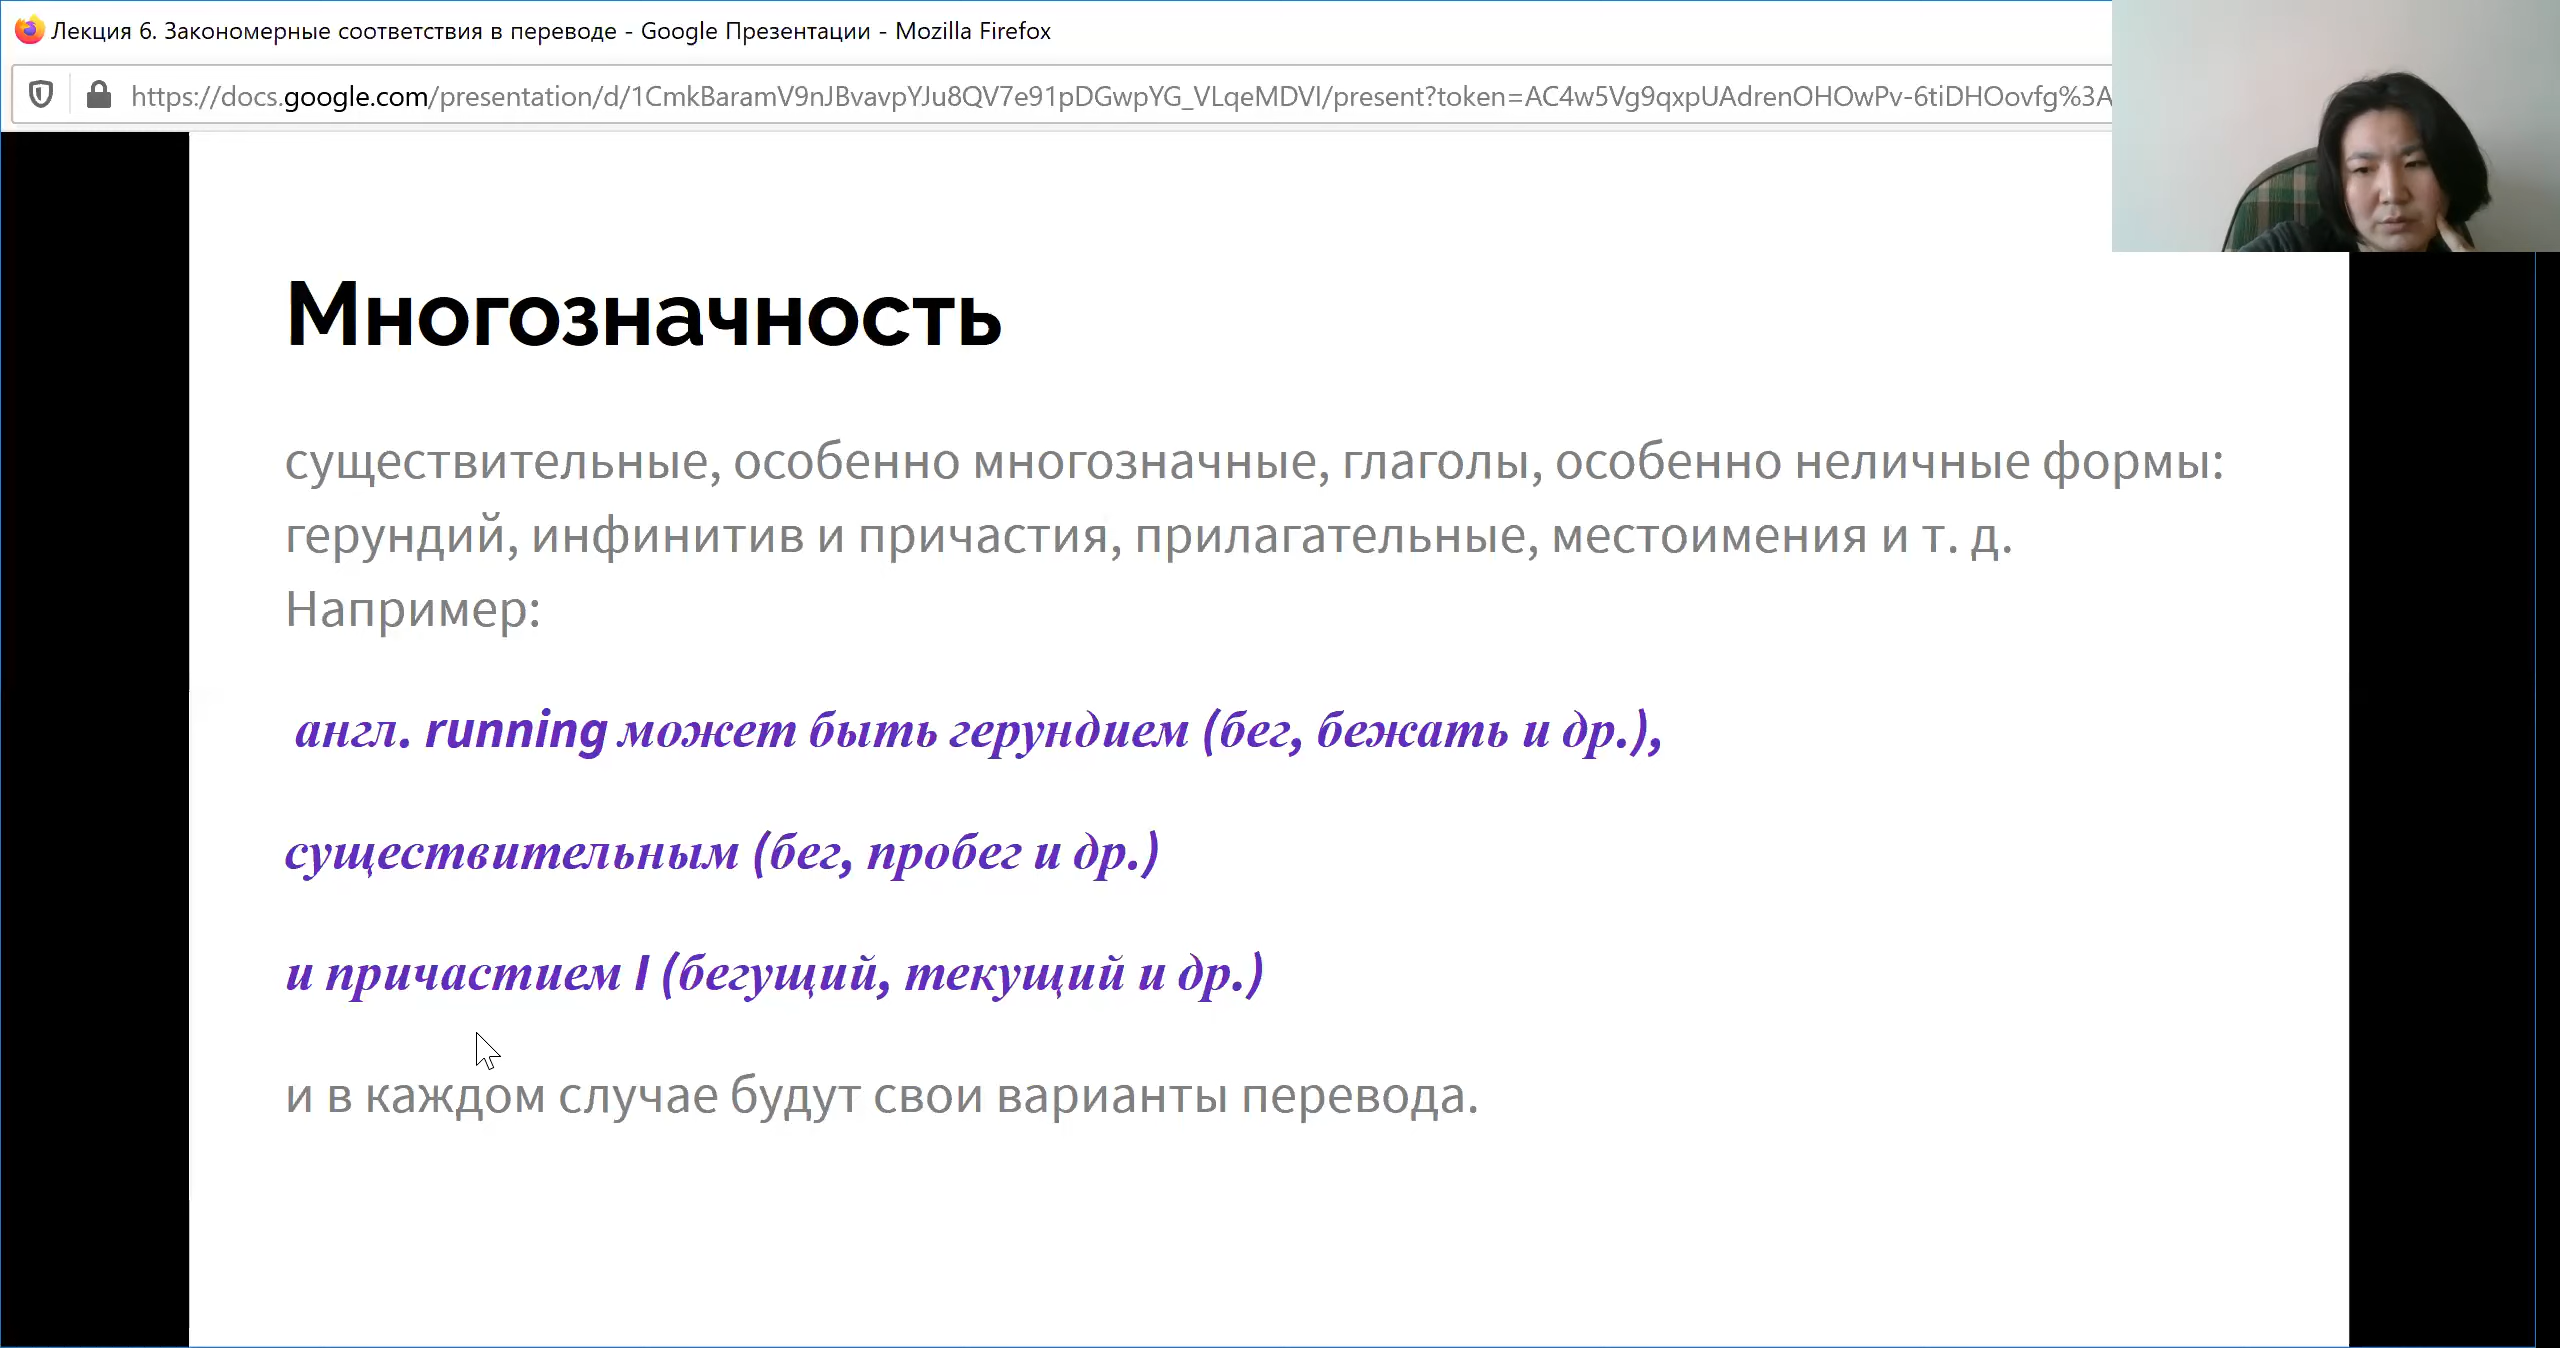 Лекция 6. Закономерные соответствия в переводе - Google Презентации - Mozilla Firefox
https://docs.google.com/presentation/d/1CmkBaramV9nJBvavpYJu8QV7e91pDGwpYG_VLqeMDVI/present?token=AC4w5Vg9qxpUAdrenOHOwPv-6tiDHOovfg%3A
Многозначность
существительные, особенно многозначные, глаголы, особенно неличные формы:
герундий, инфинитив и причастия, прилагательные, местоимения и т. д.
Например:
англ. running может быть герундием (бег, бежать и др.),
существительным (бег, пробег и др.)
и причастием I (бегущий, текущий и др.)
и в каждом случае будут свои варианты перевода.